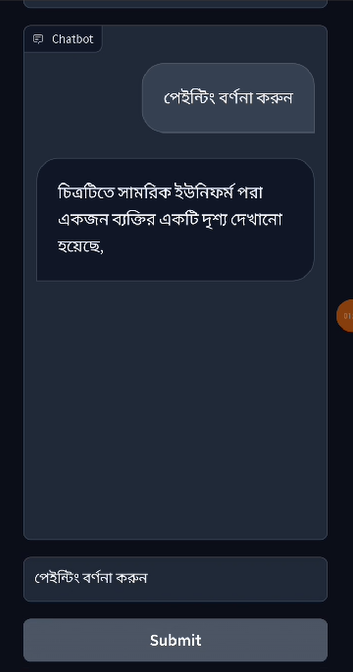 Chatbot
পেইন্টিং বর্ণনা করুন
চিত্রটিতে সামরিক ইউনিফর্ম পরা
একজন ব্যক্তির একটি দৃশ্য দেখানো
হয়েছে,
পেইন্টিং বর্ণনা করুন
Submit